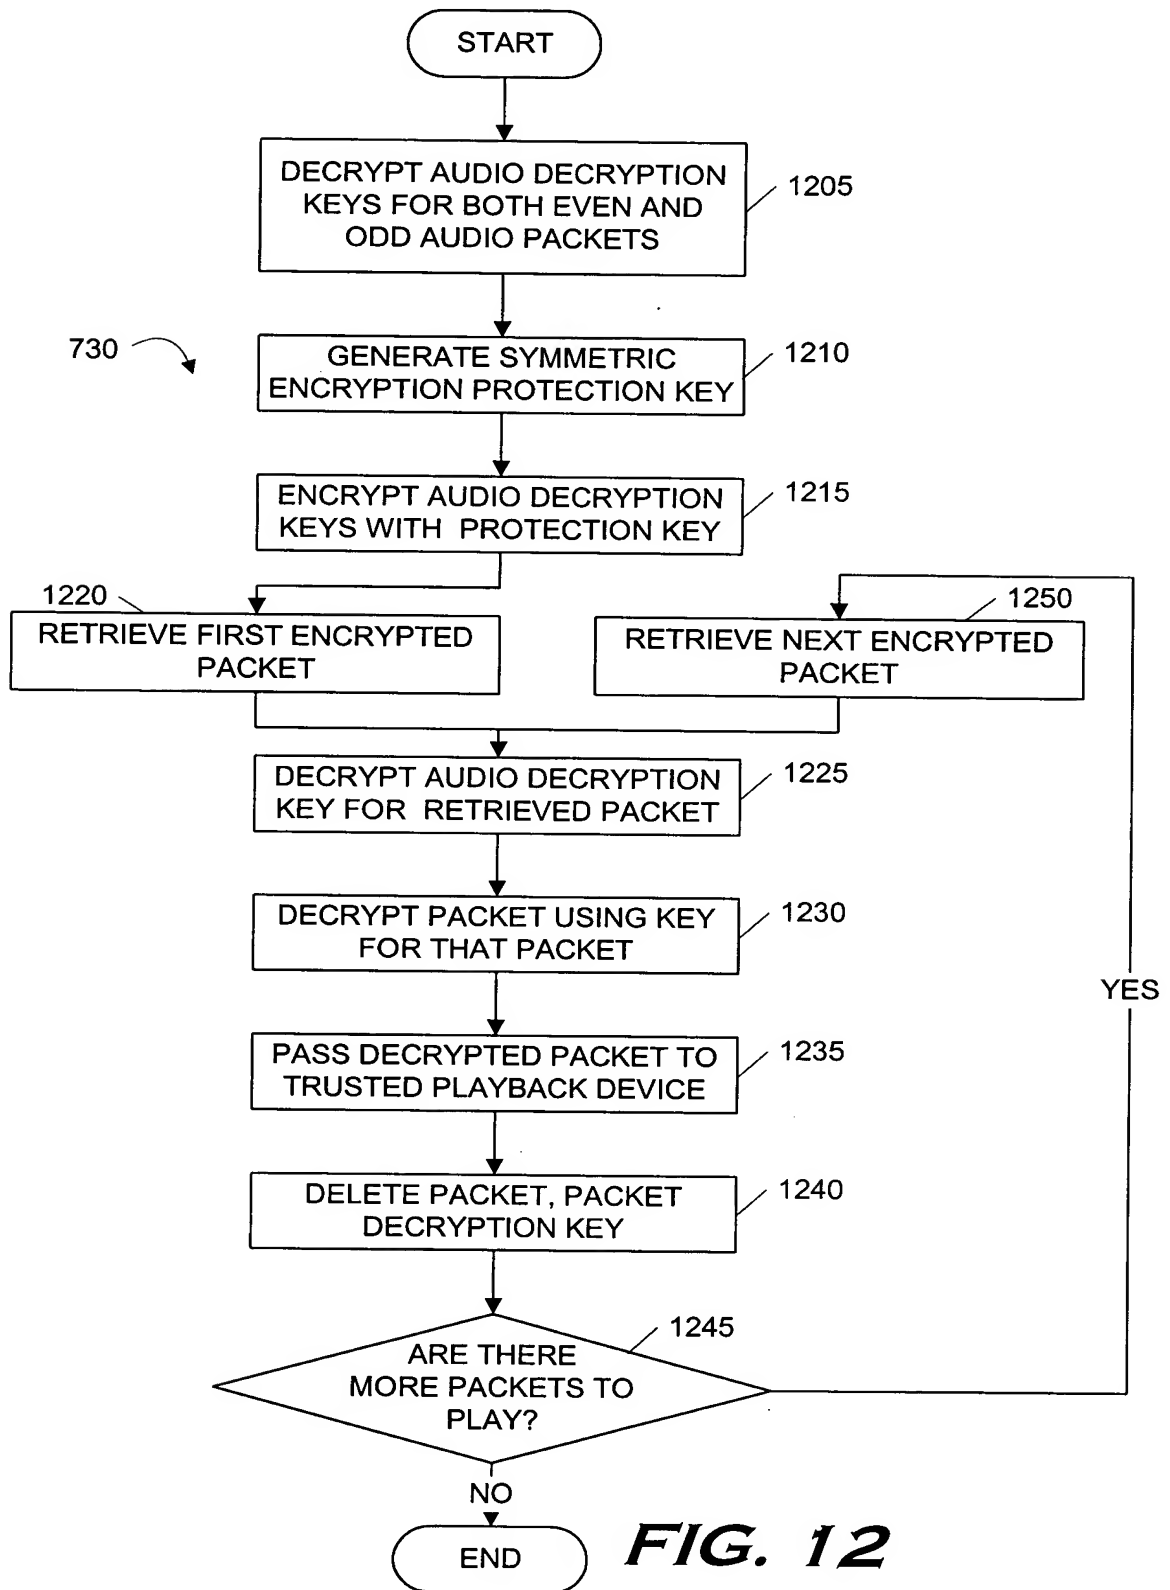 START
DECRYPT AUDIO DECRYPTION
KEYS FOR BOTH EVEN AND
ODD AUDIO PACKETS
1205
730
GENERATE SYMMETRIC
ENCRYPTION PROTECTION KEY
1210
ENCRYPT AUDIO DECRYPTION
KEYS WITH PROTECTION KEY
1215
1220
RETRIEVE FIRST ENCRYPTED
PACKET
1250
RETRIEVE NEXT ENCRYPTED
PACKET
DECRYPT AUDIO DECRYPTION
KEY FOR RETRIEVED PACKET
1225
DECRYPT PACKET USING KEY
FOR THAT PACKET
1230
YES
PASS DECRYPTED PACKET TO
TRUSTED PLAYBACK DEVICE
1235
DELETE PACKET, PACKET
DECRYPTION KEY
1240
ARE THERE
MORE PACKETS TO
PLAY?
1245
NO
END
FIG. 12